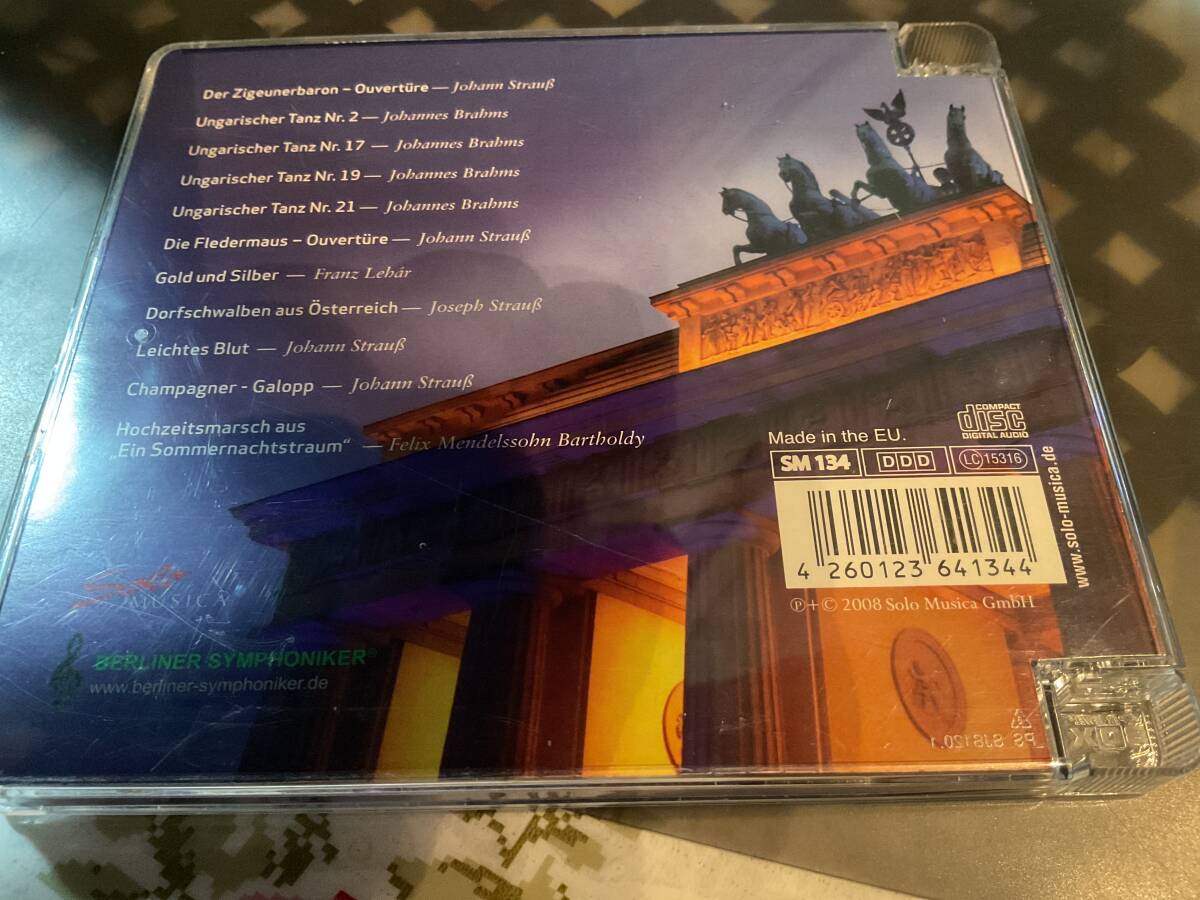 Der Zigeunerbaron – Ouvertüre — Johann Strauß
Ungarischer Tanz Nr. 2 — Johannes Brahms
Ungarischer Tanz Nr. 17 — Johannes Brahms
Ungarischer Tanz Nr. 19 — Johannes Brahms
Ungarischer Tanz Nr. 21 — Johannes Brahms
Die Fledermaus – Ouvertüre — Johann Strauß
Gold und Silber — Franz Lehár
Dorfschwalben aus Österreich — Joseph Strauß
Leichtes Blut — Johann Strauß
Champagner - Galopp — Johann Strauß
Hochzeitsmarsch aus
„Ein Sommernachtstraum“ — Felix Mendelssohn Bartholdy
COMPACT
disc
DIGITAL AUDIO
Made in the EU.
SM 134 DDD LC 15316
www.solo-musica.de
4 260123 641344
℗+© 2008 Solo Musica GmbH
Solo
MUSICA
BERLINER SYMPHONIKER®
www.berliner-symphoniker.de